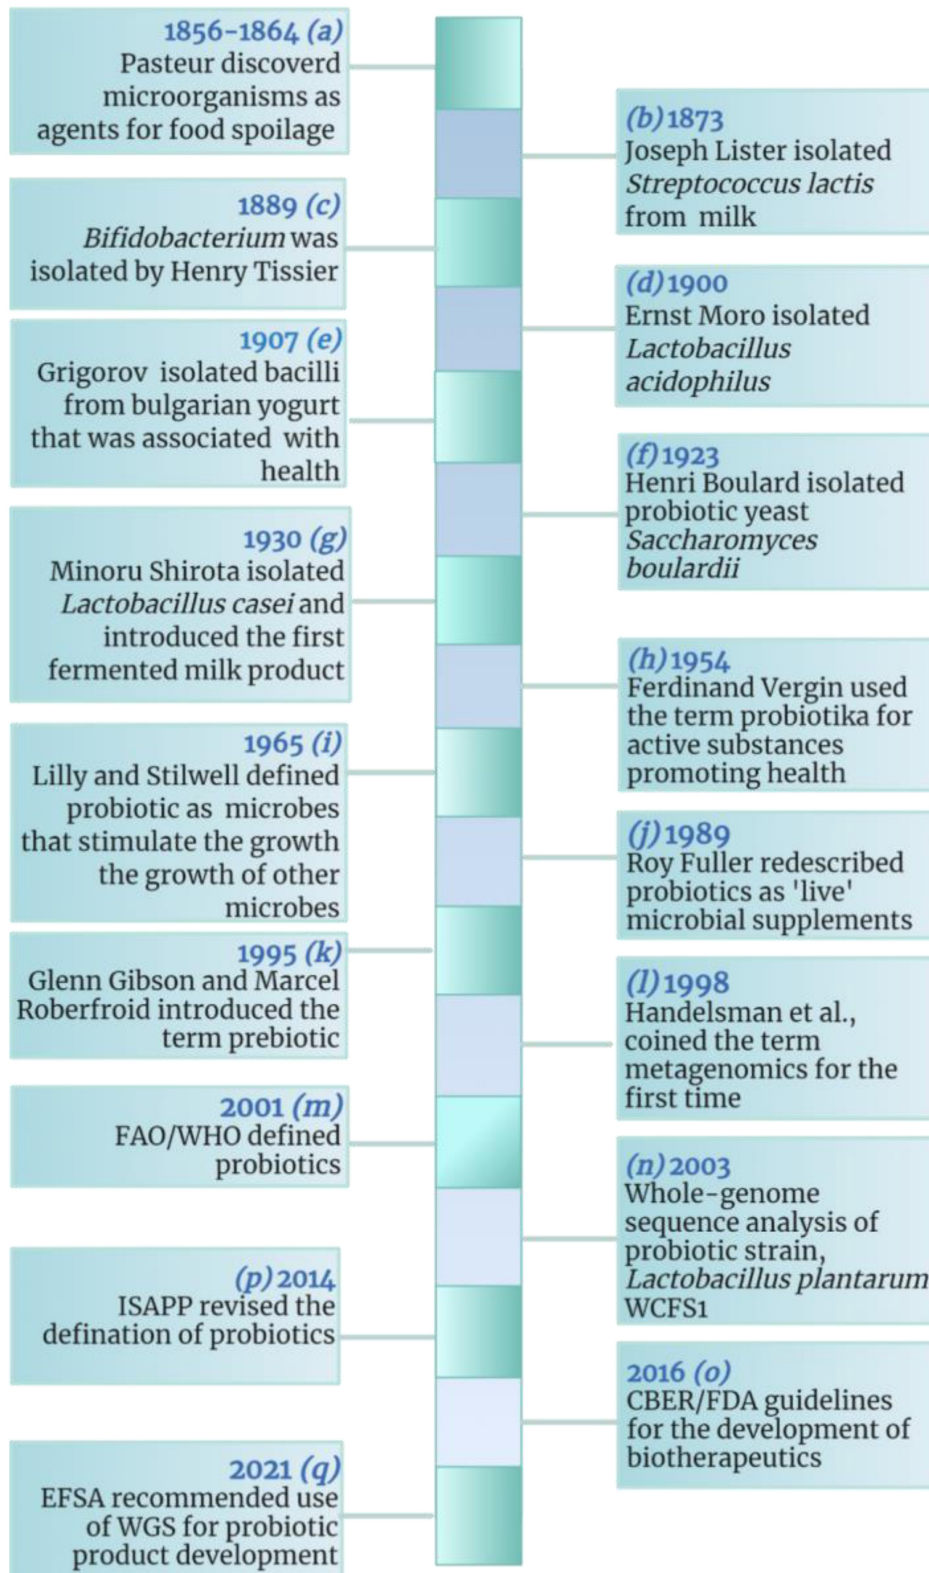 1856-1864 (a)
Pasteur discoverd
microorganisms as
agents for food spoilage
(b) 1873
Joseph Lister isolated
Streptococcus lactis
from milk
1889 (c)
Bifidobacterium was
isolated by Henry Tissier
(d) 1900
Ernst Moro isolated
Lactobacillus
acidophilus
1907 (e)
Grigorov isolated bacilli
from bulgarian yogurt
that was associated with
health
(f) 1923
Henri Boulard isolated
probiotic yeast
Saccharomyces
boulardii
1930 (g)
Minoru Shirota isolated
Lactobacillus casei and
introduced the first
fermented milk product
(h) 1954
Ferdinand Vergin used
the term probiotika for
active substances
promoting health
1965 (i)
Lilly and Stilwell defined
probiotic as microbes
that stimulate the growth
the growth of other
microbes
(j) 1989
Roy Fuller redescribed
probiotics as 'live'
microbial supplements
1995 (k)
Glenn Gibson and Marcel
Roberfroid introduced the
term prebiotic
(l) 1998
Handelsman et al.,
coined the term
metagenomics for the
first time
2001 (m)
FAO/WHO defined
probiotics
(n) 2003
Whole-genome
sequence analysis of
probiotic strain,
Lactobacillus plantarum
WCFS1
(p) 2014
ISAPP revised the
defination of probiotics
2016 (o)
CBER/FDA guidelines
for the development of
biotherapeutics
2021 (q)
EFSA recommended use
of WGS for probiotic
product development